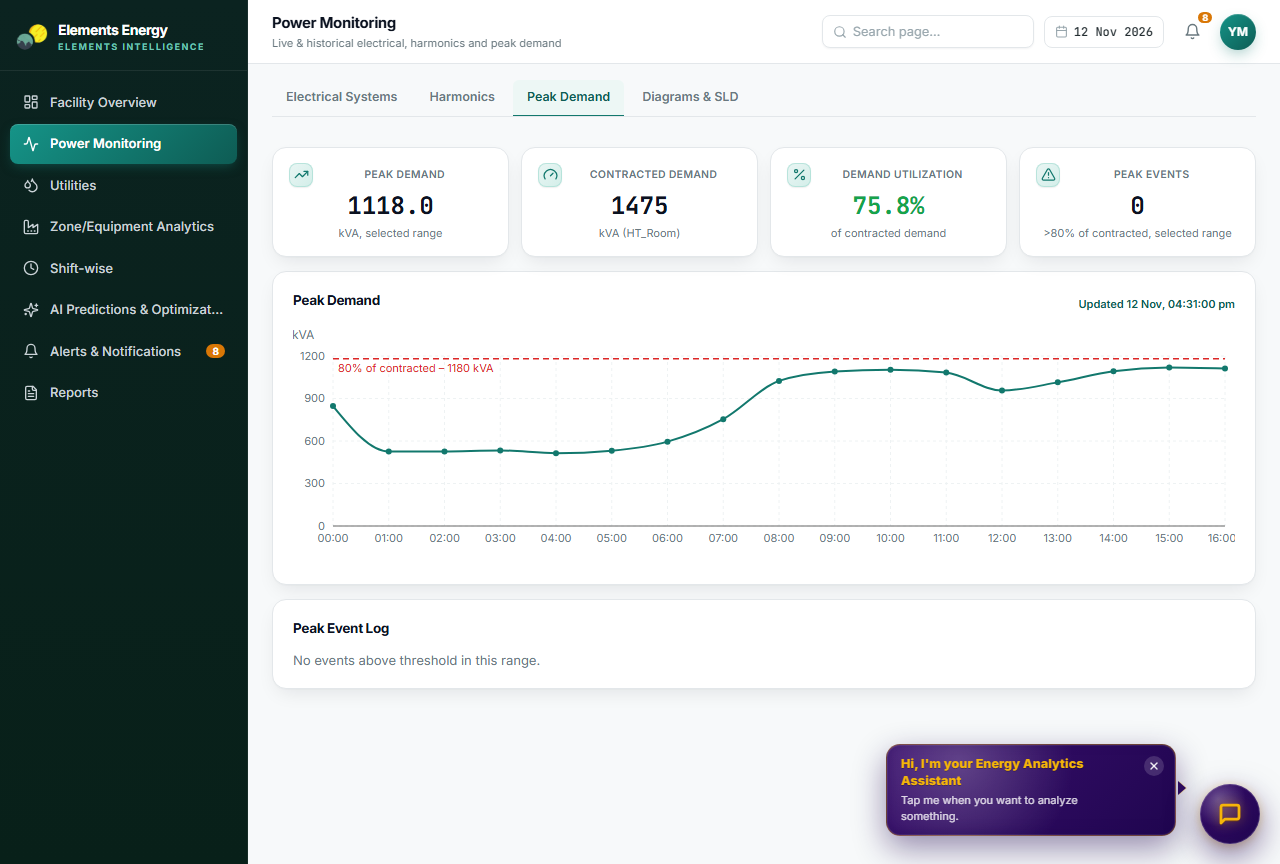 Elements Energy
ELEMENTS INTELLIGENCE
Facility Overview
Power Monitoring
Utilities
Zone/Equipment Analytics
Shift-wise
AI Predictions & Optimizat...
Alerts & Notifications 8
Reports
Power Monitoring
Live & historical electrical, harmonics and peak demand
Search page...
12 Nov 2026
8
YM
Electrical Systems Harmonics Peak Demand Diagrams & SLD
PEAK DEMAND
1118.0
kVA, selected range
CONTRACTED DEMAND
1475
kVA (HT_Room)
DEMAND UTILIZATION
75.8%
of contracted demand
PEAK EVENTS
0
>80% of contracted, selected range
Peak Demand
Updated 12 Nov, 04:31:00 pm
kVA
1200
80% of contracted – 1180 kVA
900
600
300
0
00:00 01:00 02:00 03:00 04:00 05:00 06:00 07:00 08:00 09:00 10:00 11:00 12:00 13:00 14:00 15:00 16:00
Peak Event Log
No events above threshold in this range.
Hi, I'm your Energy Analytics
Assistant
Tap me when you want to analyze
something.